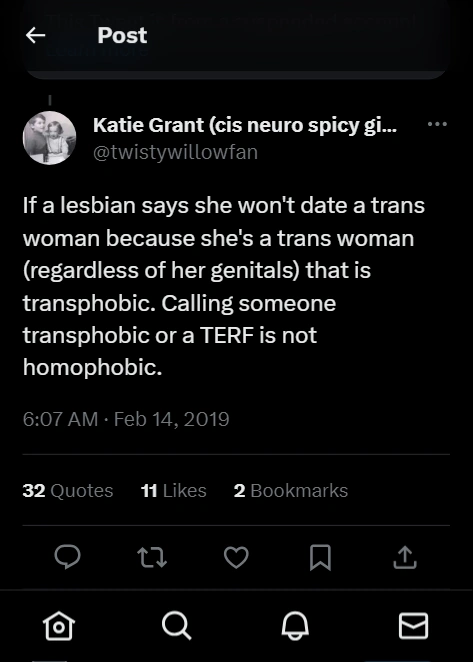 Post
Katie Grant (cis neuro spicy gi...
@twistywillowfan
If a lesbian says she won't date a trans
woman because she's a trans woman
(regardless of her genitals) that is
transphobic. Calling someone
transphobic or a TERF is not
homophobic.
6:07 AM · Feb 14, 2019
32 Quotes 11 Likes 2 Bookmarks